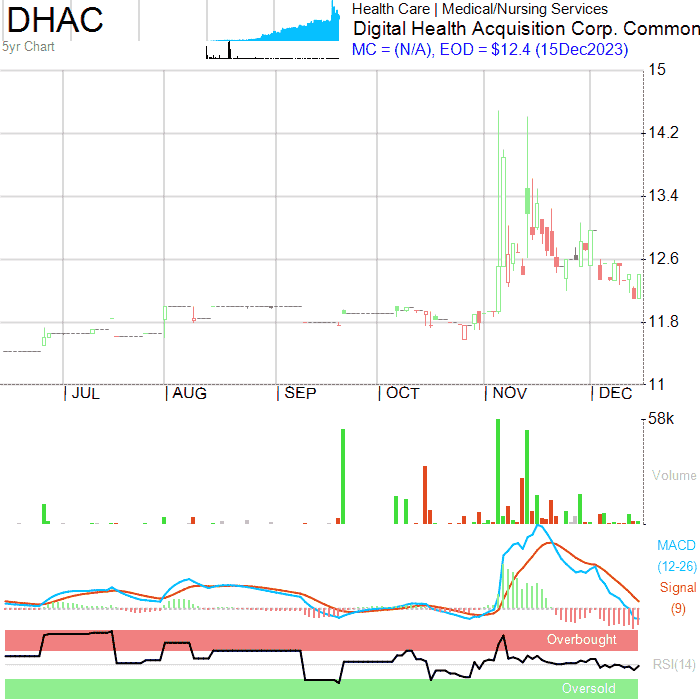 DHAC
5yr Chart
Health Care | Medical/Nursing Services
Digital Health Acquisition Corp. Common
MC = (N/A), EOD = $12.4 (15Dec2023)
15
14.2
13.4
12.6
11.8
11
| JUL | AUG | SEP | OCT | NOV | DEC
58k
Volume
MACD
(12-26)
Signal
(9)
Overbought
RSI(14)
Oversold